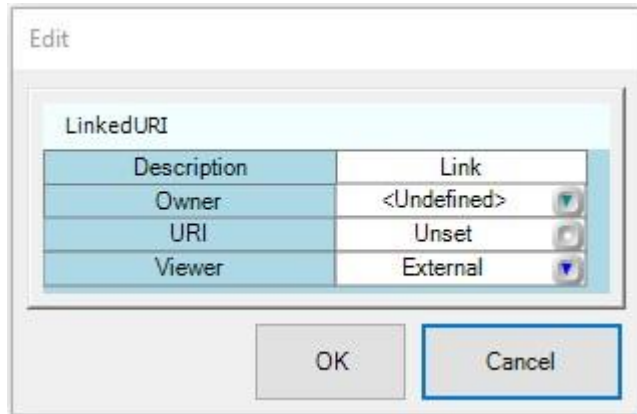 Edit
LinkedURI
Description Link
Owner <Undefined>
URI Unset
Viewer External
OK Cancel